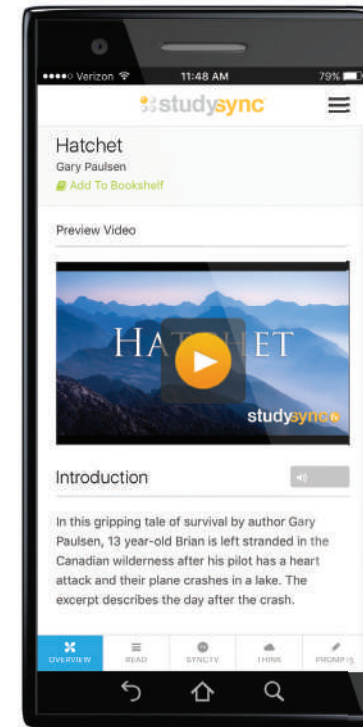 Verizon 11:48 AM 79%
studysync
Hatchet
Gary Paulsen
Add To Bookshelf
Preview Video
HATCHET
studysync
Introduction
In this gripping tale of survival by author Gary
Paulsen, 13 year-old Brian is left stranded in the
Canadian wilderness after his pilot has a heart
attack and their plane crashes in a lake. The
excerpt describes the day after the crash.
OVERVIEW READ SYNCTV THINK PROMPTS